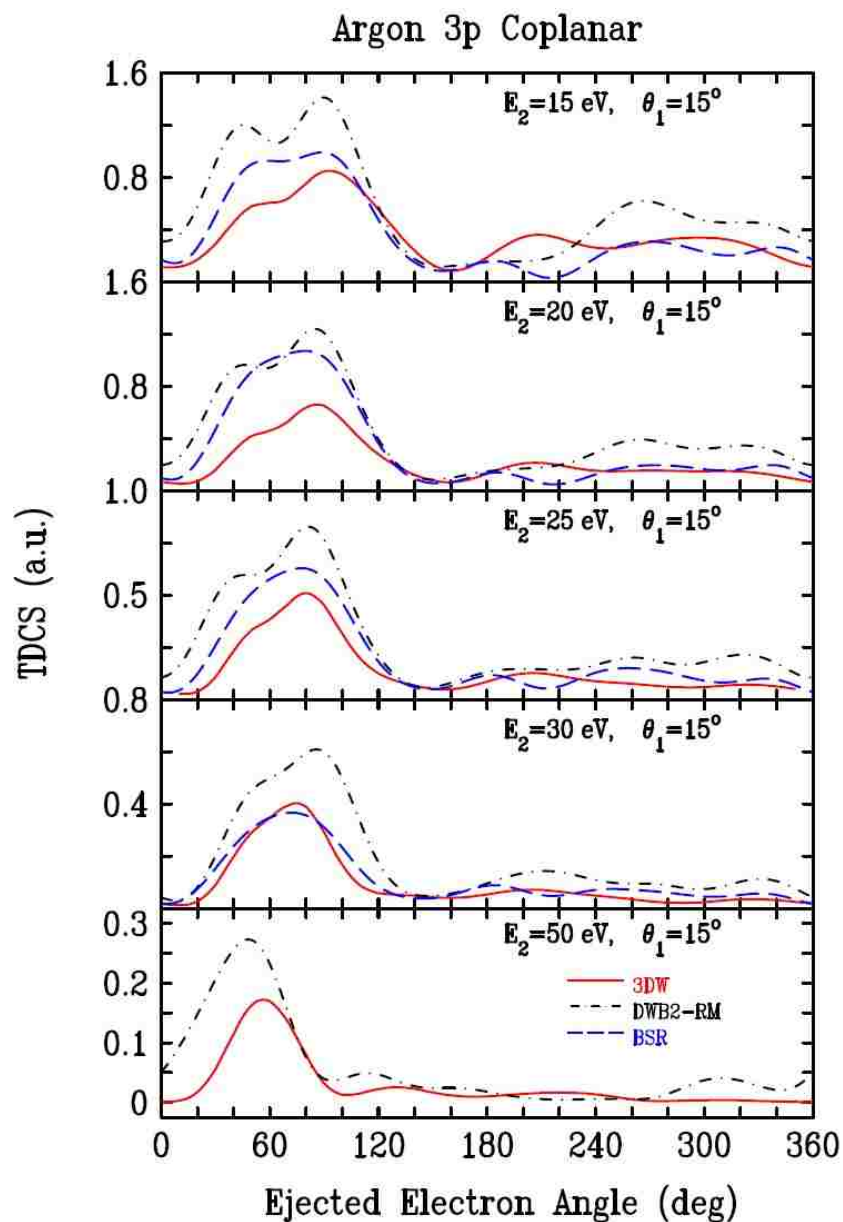 Argon 3p Coplanar
1.6
E₂=15 eV, θ₁=15°
0.8
1.6
E₂=20 eV, θ₁=15°
0.8
1.0
E₂=25 eV, θ₁=15°
0.5
0.8
E₂=30 eV, θ₁=15°
0.4
0.3
E₂=50 eV, θ₁=15°
0.2
3DW
DWB2-RM
BSR
0.1
0
TDCS (a.u.)
0 60 120 180 240 300 360
Ejected Electron Angle (deg)